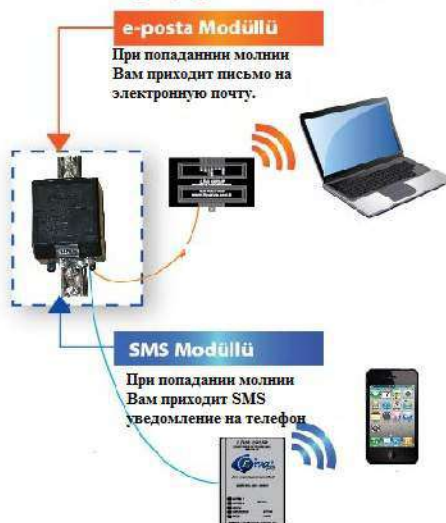 e-posta Modüllü
При попаданнии молнии
Вам приходит письмо на
электронную почту.
SMS Modüllü
При попадании молнии
Вам приходит SMS
уведомление на телефон